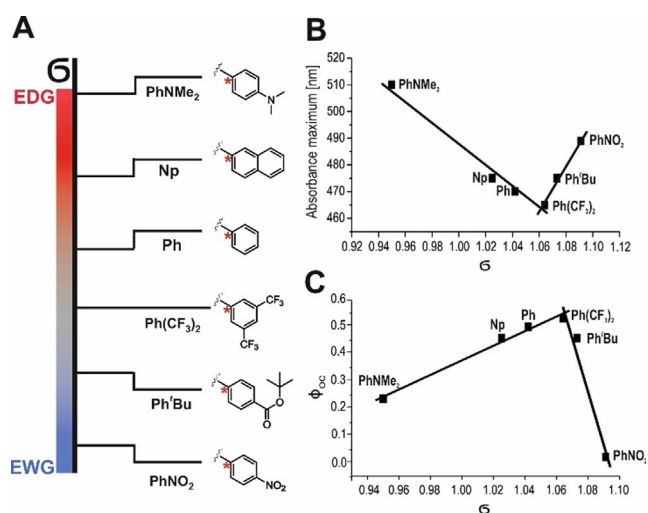 A
B
C
б
EDG
EWG
PhNMe₂
*
N
Np
*
Ph
*
Ph(CF₃)₂
*
CF₃
CF₃
PhᵗBu
*
O
O
PhNO₂
*
NO₂
Absorbance maximum [nm]
530
520
510
500
490
480
470
460
PhNMe₂
Np
Ph
Ph(CF₃)₂
PhᵗBu
PhNO₂
0.92 0.94 0.96 0.98 1.00 1.02 1.04 1.06 1.08 1.10 1.12
б
ϕoc
0.6
0.5
0.4
0.3
0.2
0.1
0.0
PhNMe₂
Np
Ph
Ph(CF₃)₂
PhᵗBu
PhNO₂
0.94 0.96 0.98 1.00 1.02 1.04 1.06 1.08 1.10
б